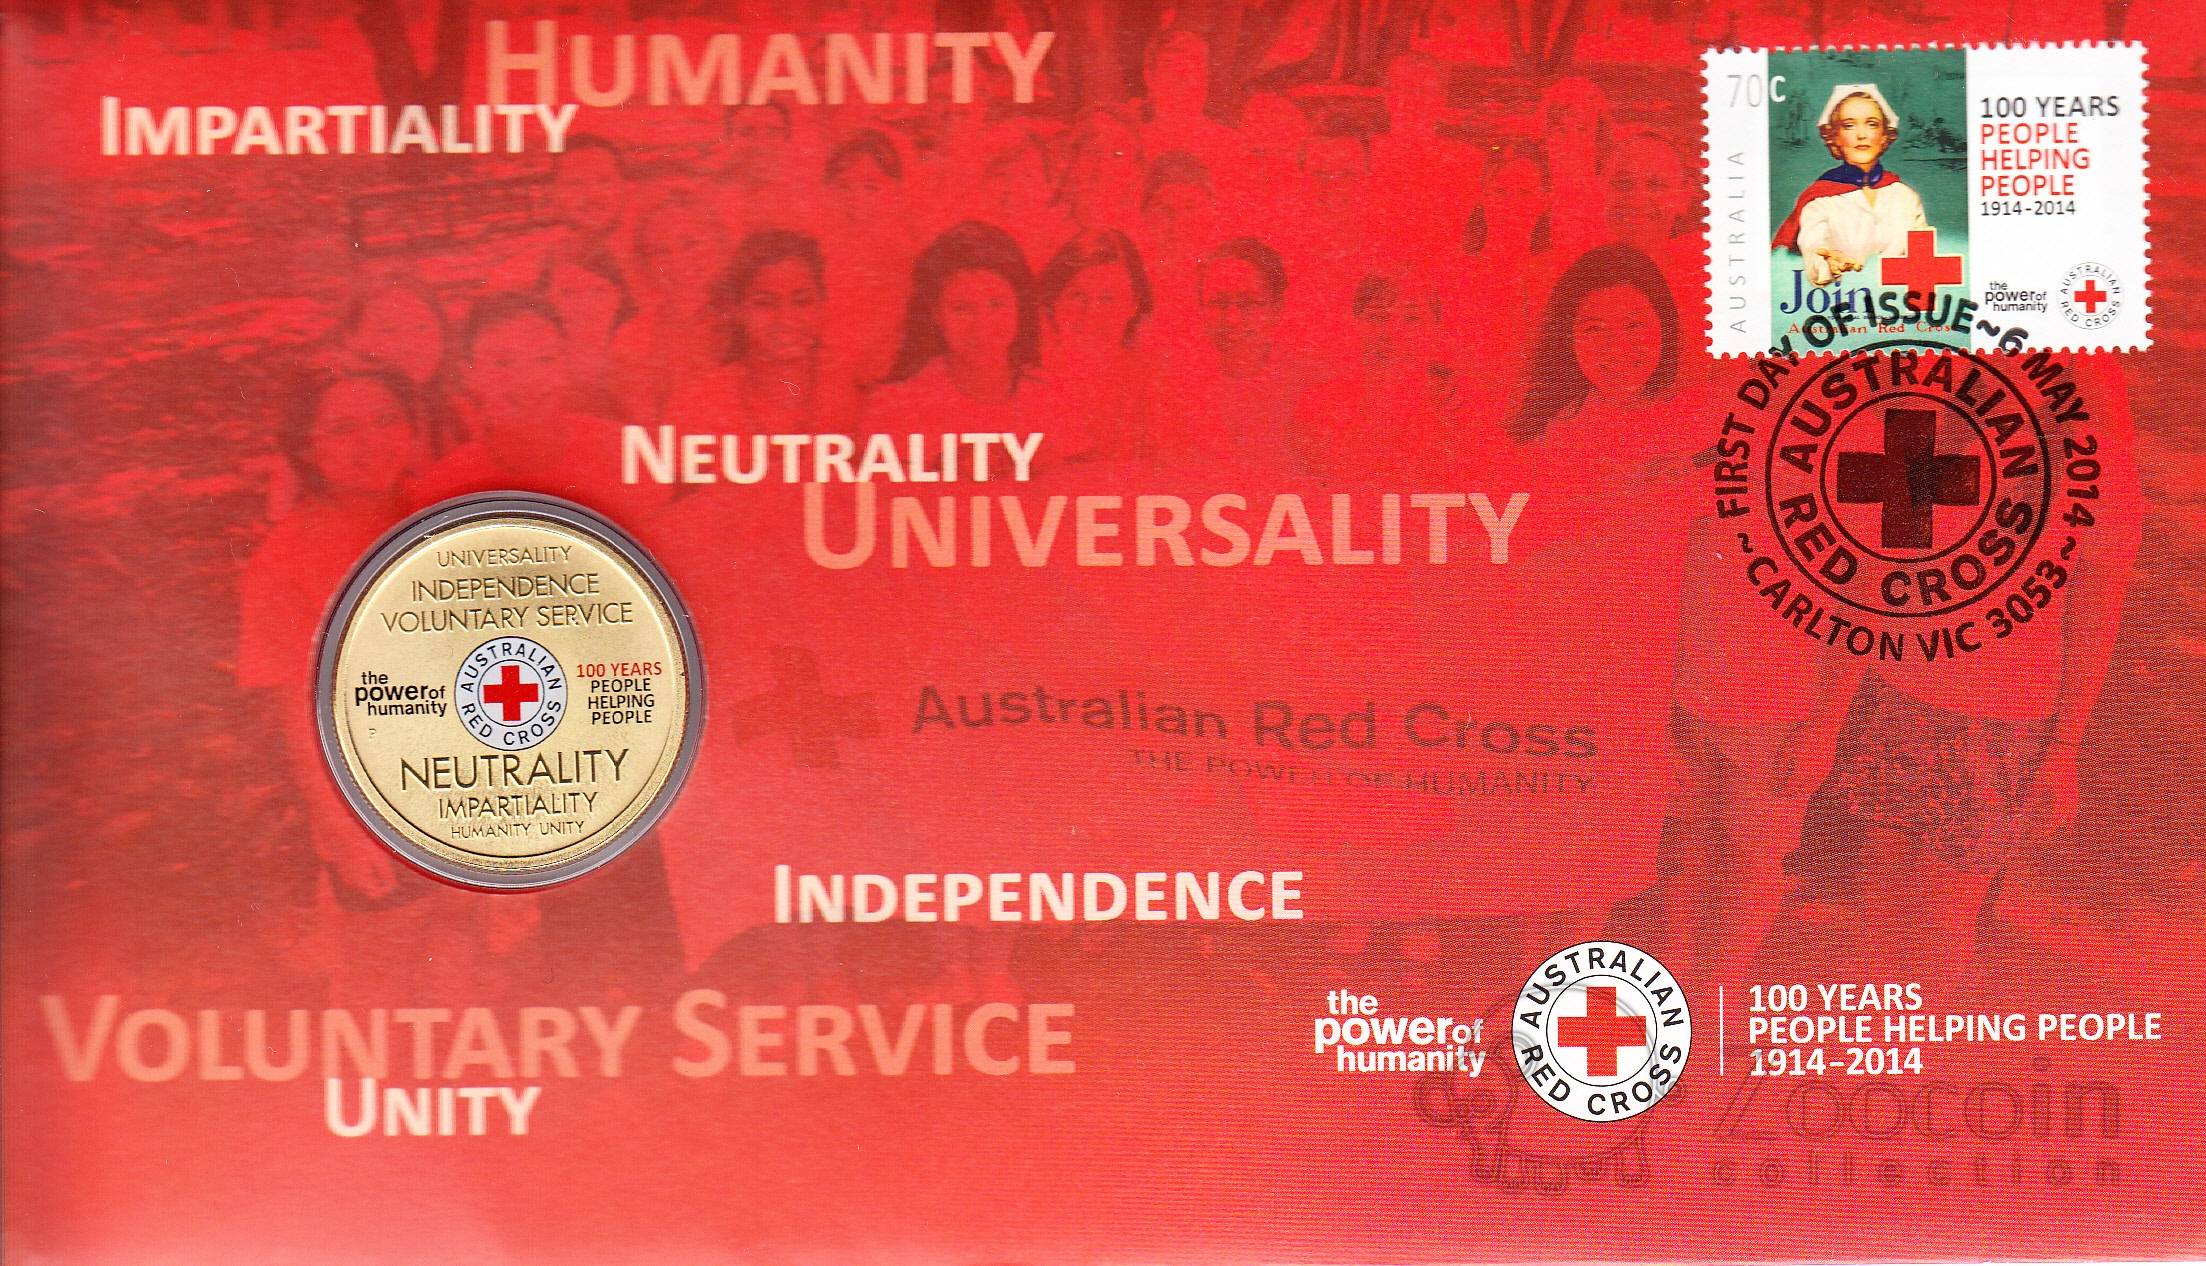 HUMANITY
IMPARTIALITY
70c
AUSTRALIA
100 YEARS
PEOPLE
HELPING
PEOPLE
1914-2014
Join
Australian Red Cross
the
power of
humanity
AUSTRALIAN RED CROSS
FIRST DAY OF ISSUE ~ 6 MAY 2014 ~
~ CARLTON VIC 3053
AUSTRALIAN
RED CROSS
NEUTRALITY
UNIVERSALITY
UNIVERSALITY
INDEPENDENCE
VOLUNTARY SERVICE
the
power of
humanity
AUSTRALIAN
RED CROSS
100 YEARS
PEOPLE
HELPING
PEOPLE
P
NEUTRALITY
IMPARTIALITY
HUMANITY UNITY
Australian Red Cross
THE POWER OF HUMANITY
INDEPENDENCE
VOLUNTARY SERVICE
UNITY
the
power of
humanity
AUSTRALIAN
RED CROSS
100 YEARS
PEOPLE HELPING PEOPLE
1914-2014
Zoocoin
collection